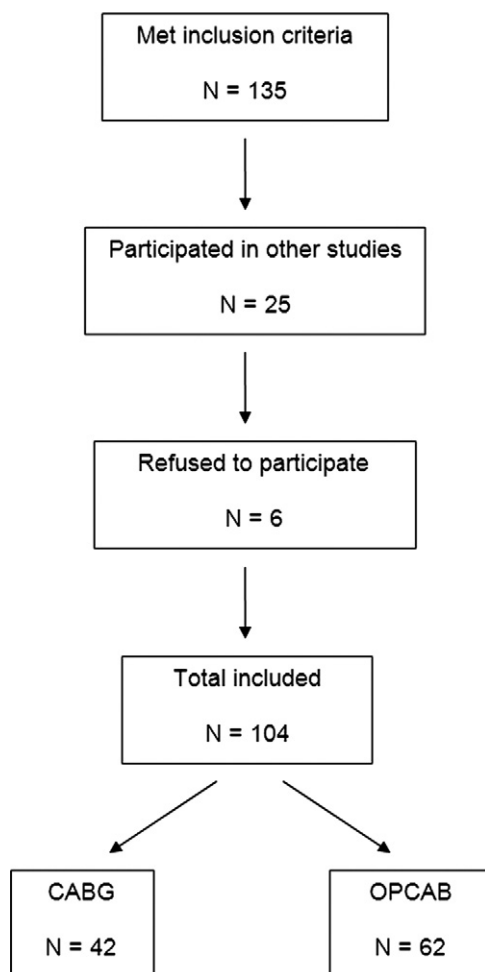 Met inclusion criteria
N = 135
Participated in other studies
N = 25
Refused to participate
N = 6
Total included
N = 104
CABG
N = 42
OPCAB
N = 62